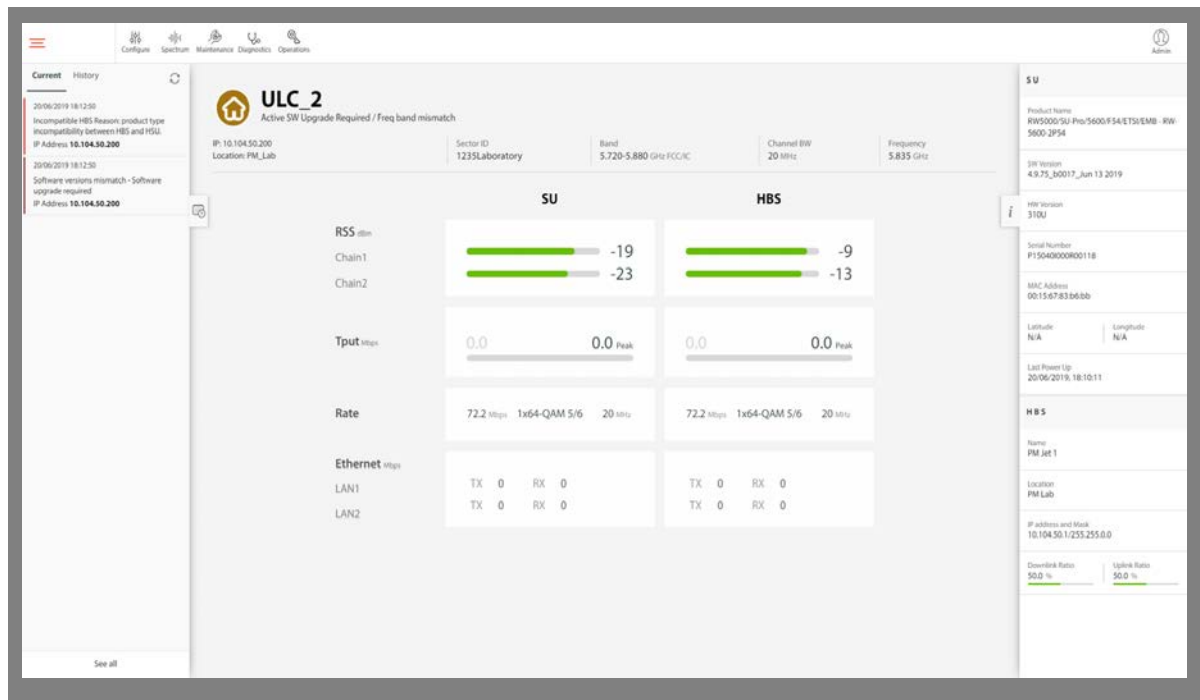 Configure Spectrum Maintenance Diagnostics Operations
Admin
Current History
20/06/2019 18:12:50
Incompatible HBS Reason: product type
incompatibility between HBS and HSU.
IP Address 10.104.50.200
20/06/2019 18:12:50
Software versions mismatch - Software
upgrade required
IP Address 10.104.50.200
See all
ULC_2
Active SW Upgrade Required / Freq band mismatch
IP: 10.104.50.200
Location: PM_Lab
Sector ID
1235Laboratory
Band
5.720-5.880 GHz FCC/IC
Channel BW
20 MHz
Frequency
5.835 GHz
SU HBS
RSS dBm
Chain1 -19 -9
Chain2 -23 -13
Tput Mbps 0.0 0.0 Peak 0.0 0.0 Peak
Rate 72.2 Mbps 1x64-QAM 5/6 20 MHz 72.2 Mbps 1x64-QAM 5/6 20 MHz
Ethernet Mbps
LAN1 TX 0 RX 0 TX 0 RX 0
LAN2 TX 0 RX 0 TX 0 RX 0
i
SU
Product Name
RW5000/SU-Pro/5600/F54/ETSI/EMB - RW-
5600-2P54
SW Version
4.9.75_b0017_Jun 13 2019
HW Version
310U
Serial Number
P15040I000R00118
MAC Address
00:15:67:83:b6:bb
Latitude Longitude
N/A N/A
Last Power Up
20/06/2019, 18:10:11
HBS
Name
PM Jet 1
Location
PM Lab
IP address and Mask
10.104.50.1/255.255.0.0
Downlink Ratio Uplink Ratio
50.0 % 50.0 %